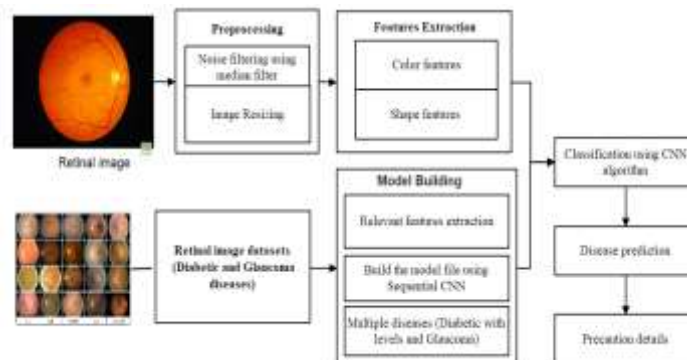 Preprocessing
Noise filtering using
median filter
Image Resizing
Features Extraction
Color features
Shape features
Retinal image
Classification using CNN
algorithm
Model Building
Relevant features extraction
Retinal image datasets
(Diabetic and Glaucoma
diseases)
Build the model file using
Sequential CNN
Multiple diseases (Diabetic with
levels and Glaucoma)
Disease prediction
Precaution details